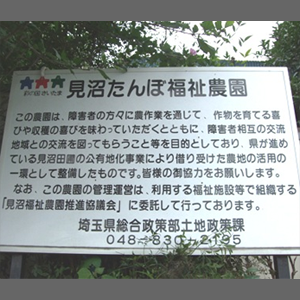 見沼たんぼ福祉農園
この農園は、障害者の方々に農作業を通じて、作物を育てる喜
びや収穫の喜びを味わっていただくとともに、障害者相互の交流
地域との交流を図ってもらうこと等を目的としており、県が進め
ている見沼田圃の公有地化事業により借り受けた農地の活用の
一環として整備したものです。皆様の御協力をお願いします。
なお、この農園の管理運営は、利用する福祉施設等で組織する
「見沼福祉農園推進協議会」に委託して行っております。
埼玉県総合政策部土地政策課
048-830-2195